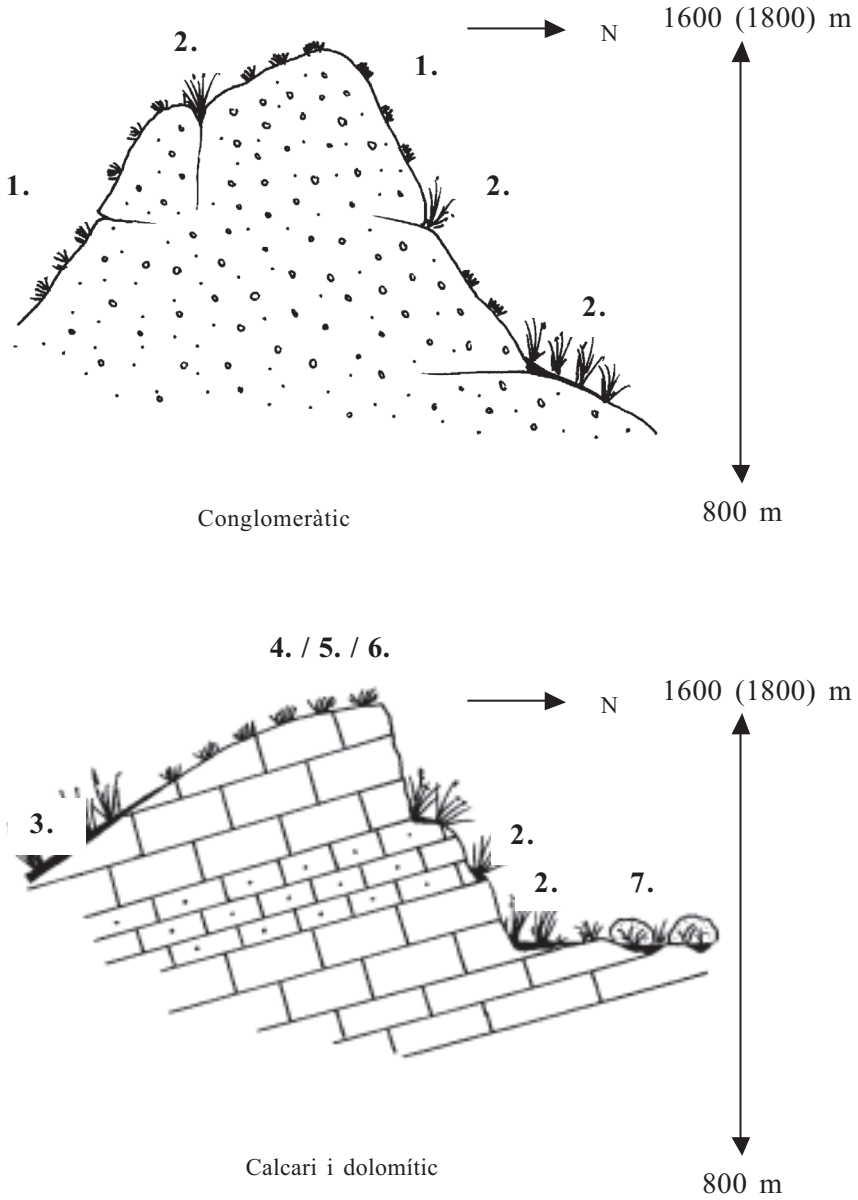 2.
N
1600 (1800) m
1.
1.
2.
2.
Conglomeràtic
800 m
4. / 5. / 6.
N
1600 (1800) m
3.
2.
2.
7.
Calcari i dolomític
800 m